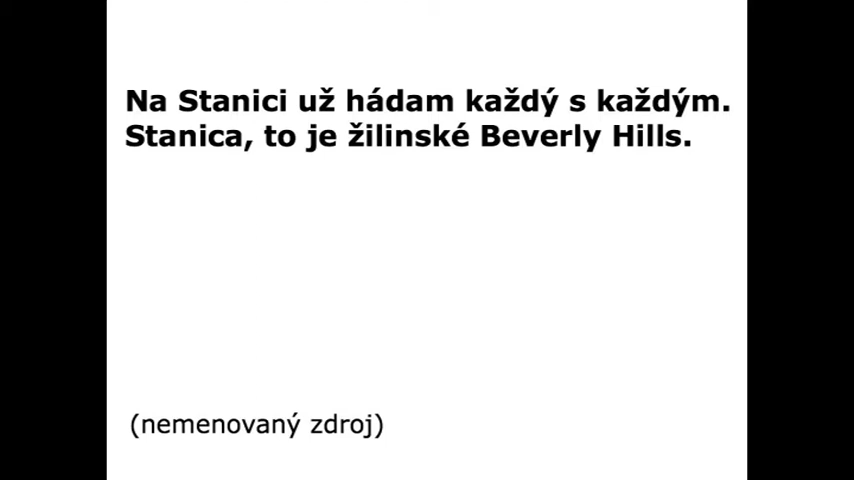 Na Stanici už hádam každý s každým.
Stanica, to je žilinské Beverly Hills.
(nemenovaný zdroj)